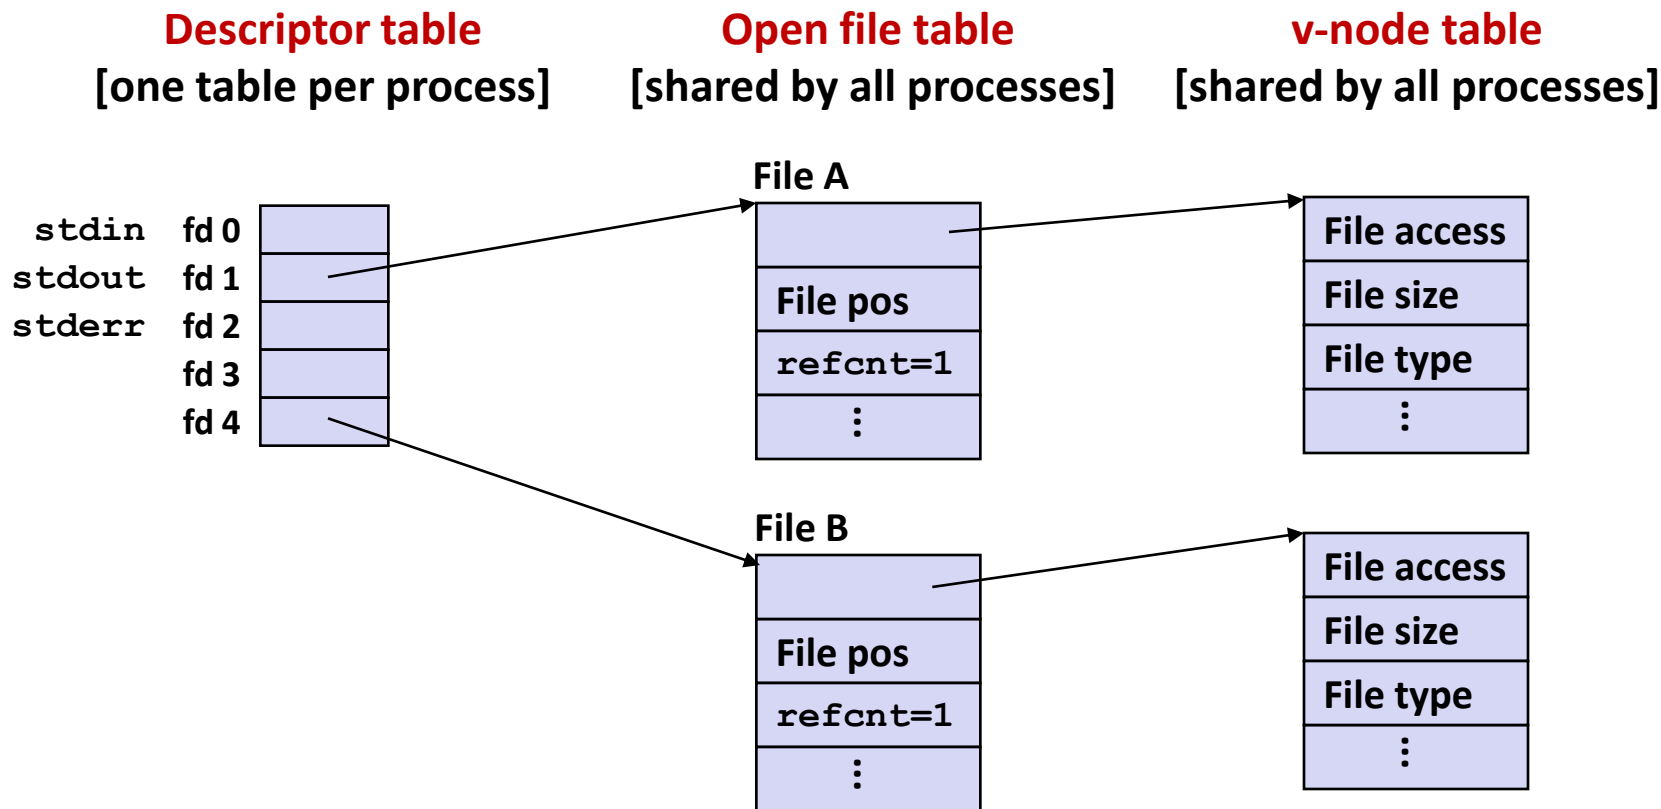 Descriptor table
[one table per process]
Open file table
[shared by all processes]
v-node table
[shared by all processes]
stdin fd 0
stdout fd 1
stderr fd 2
fd 3
fd 4
File A
File pos
refcnt=1
⋮
File access
File size
File type
⋮
File B
File pos
refcnt=1
⋮
File access
File size
File type
⋮